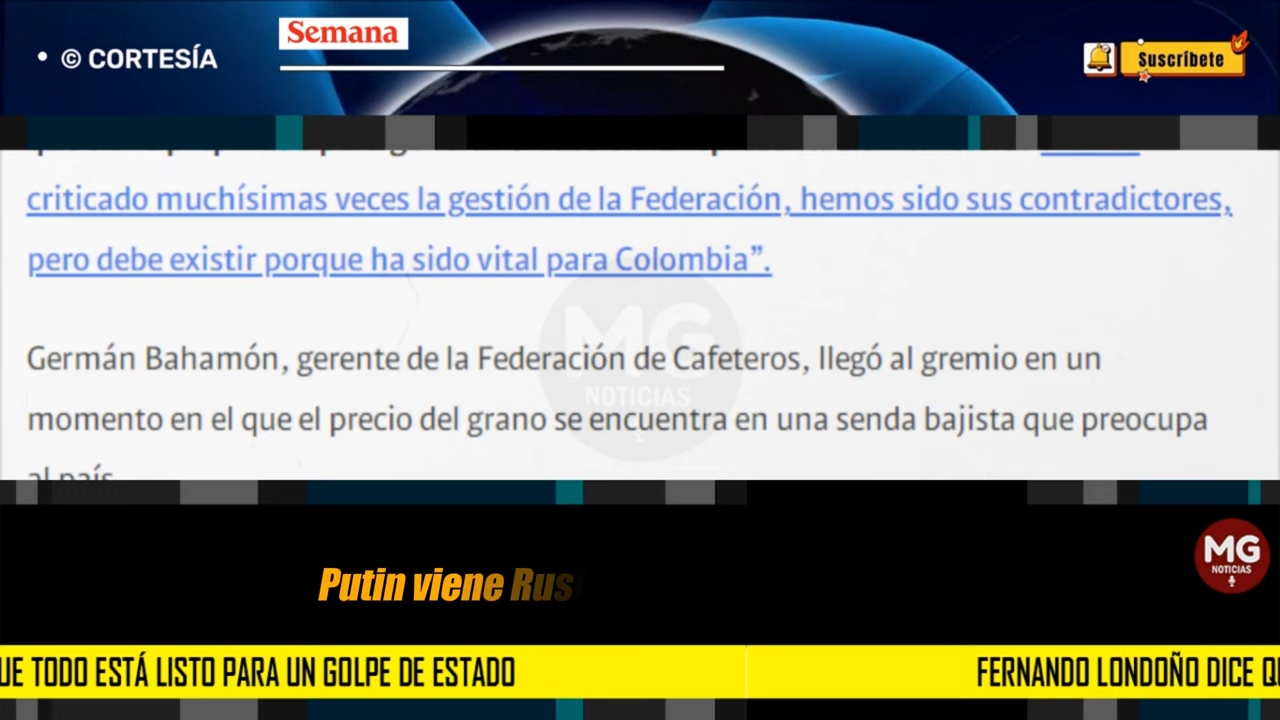 • © CORTESÍA
Semana
Suscríbete
criticado muchísimas veces la gestión de la Federación, hemos sido sus contradictores,
pero debe existir porque ha sido vital para Colombia”.
Germán Bahamón, gerente de la Federación de Cafeteros, llegó al gremio en un
momento en el que el precio del grano se encuentra en una senda bajista que preocupa
al país.
MG
NOTICIAS
Putin viene Rusi
MG
NOTICIAS
UE TODO ESTÁ LISTO PARA UN GOLPE DE ESTADO
FERNANDO LONDOÑO DICE QU